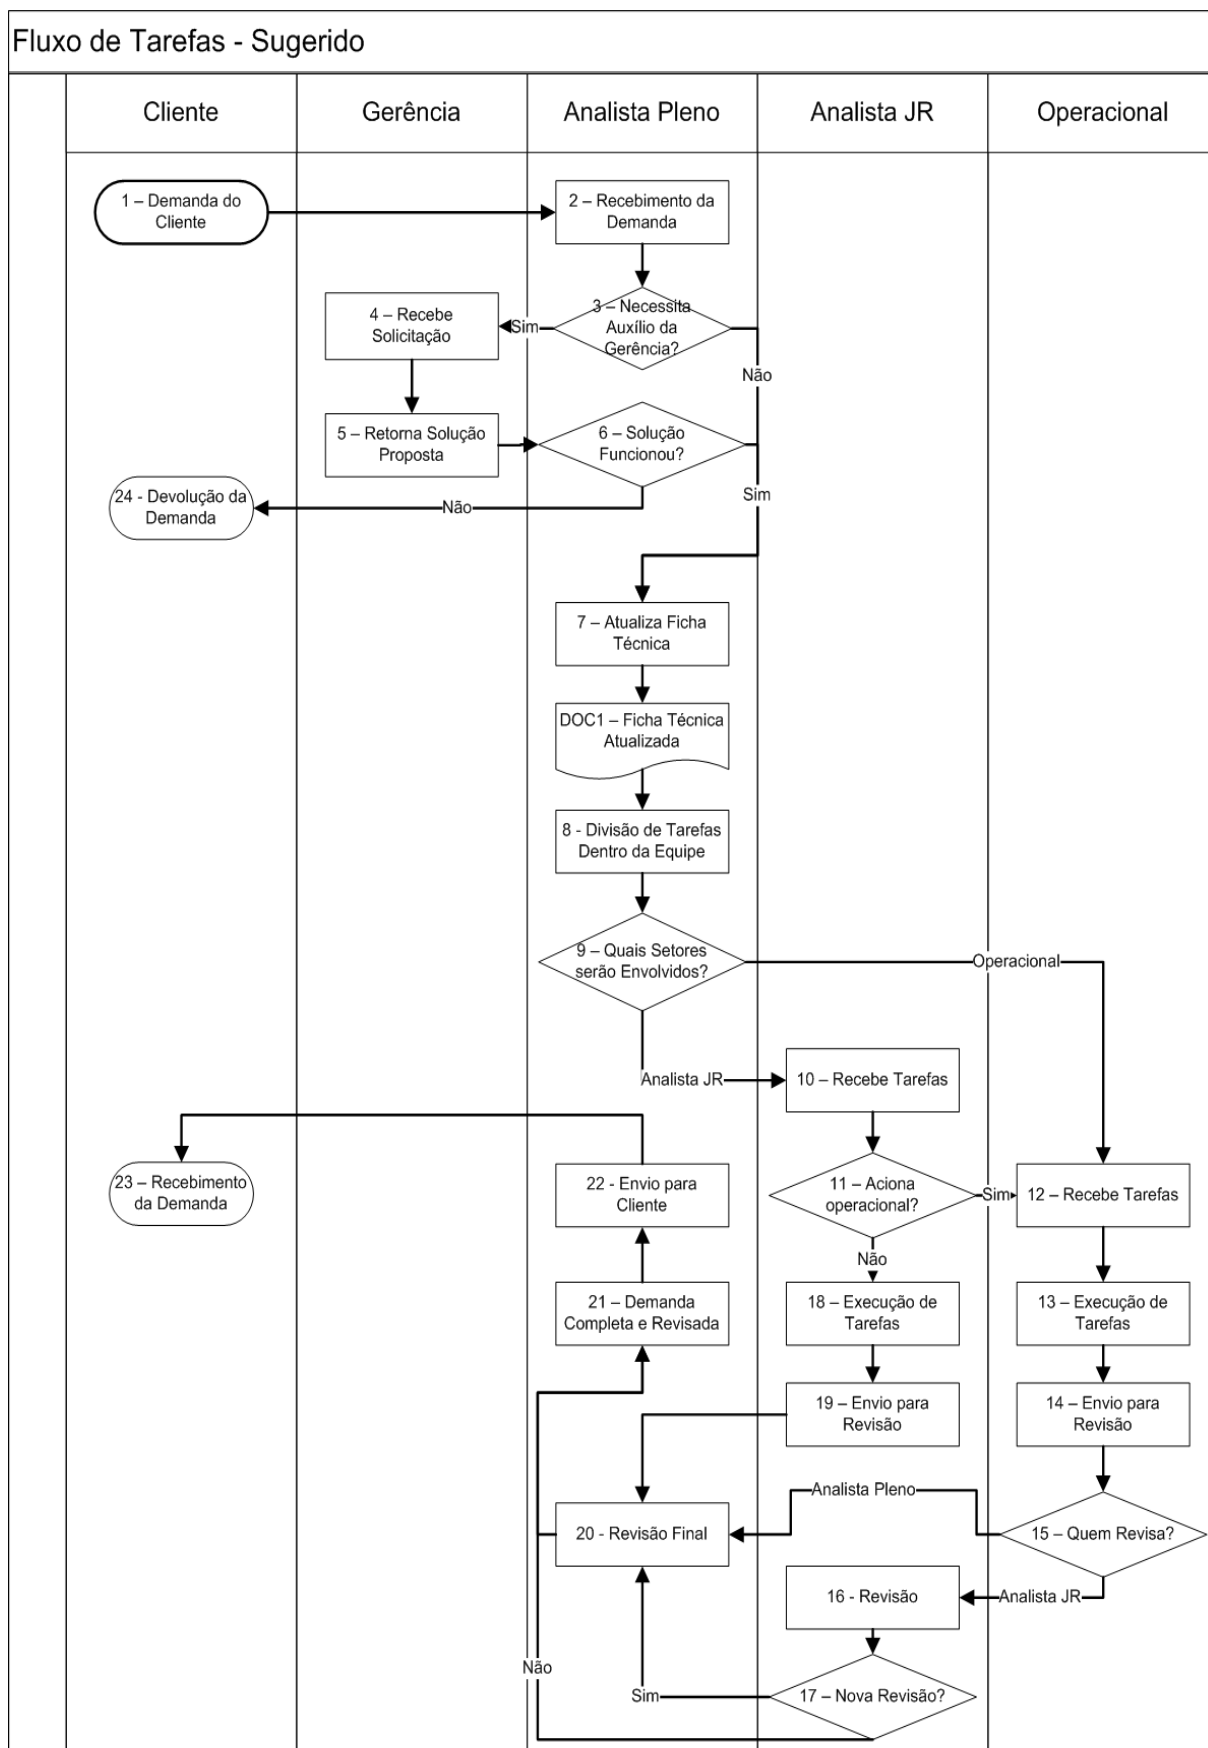 Fluxo de Tarefas - Sugerido
Cliente
Gerência
Analista Pleno
Analista JR
Operacional
1 – Demanda do
Cliente
2 – Recebimento da
Demanda
3 – Necessita
Auxílio da
Gerência?
Sim
4 – Recebe
Solicitação
Não
5 – Retorna Solução
Proposta
6 – Solução
Funcionou?
Sim
Não
24 - Devolução da
Demanda
7 – Atualiza Ficha
Técnica
DOC1 – Ficha Técnica
Atualizada
8 - Divisão de Tarefas
Dentro da Equipe
9 – Quais Setores
serão Envolvidos?
Operacional
Analista JR
10 – Recebe Tarefas
23 – Recebimento
da Demanda
22 - Envio para
Cliente
11 – Aciona
operacional?
Sim
12 – Recebe Tarefas
Não
21 – Demanda
Completa e Revisada
18 – Execução de
Tarefas
13 – Execução de
Tarefas
19 – Envio para
Revisão
14 – Envio para
Revisão
Analista Pleno
20 - Revisão Final
15 – Quem Revisa?
16 - Revisão
Analista JR
Não
Sim
17 – Nova Revisão?